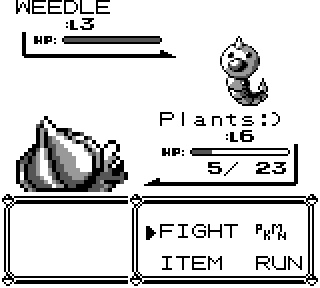 WEEDLE
:L3
HP:
Plants:)
:L6
HP:
5/ 23
FIGHT PKMN
ITEM RUN